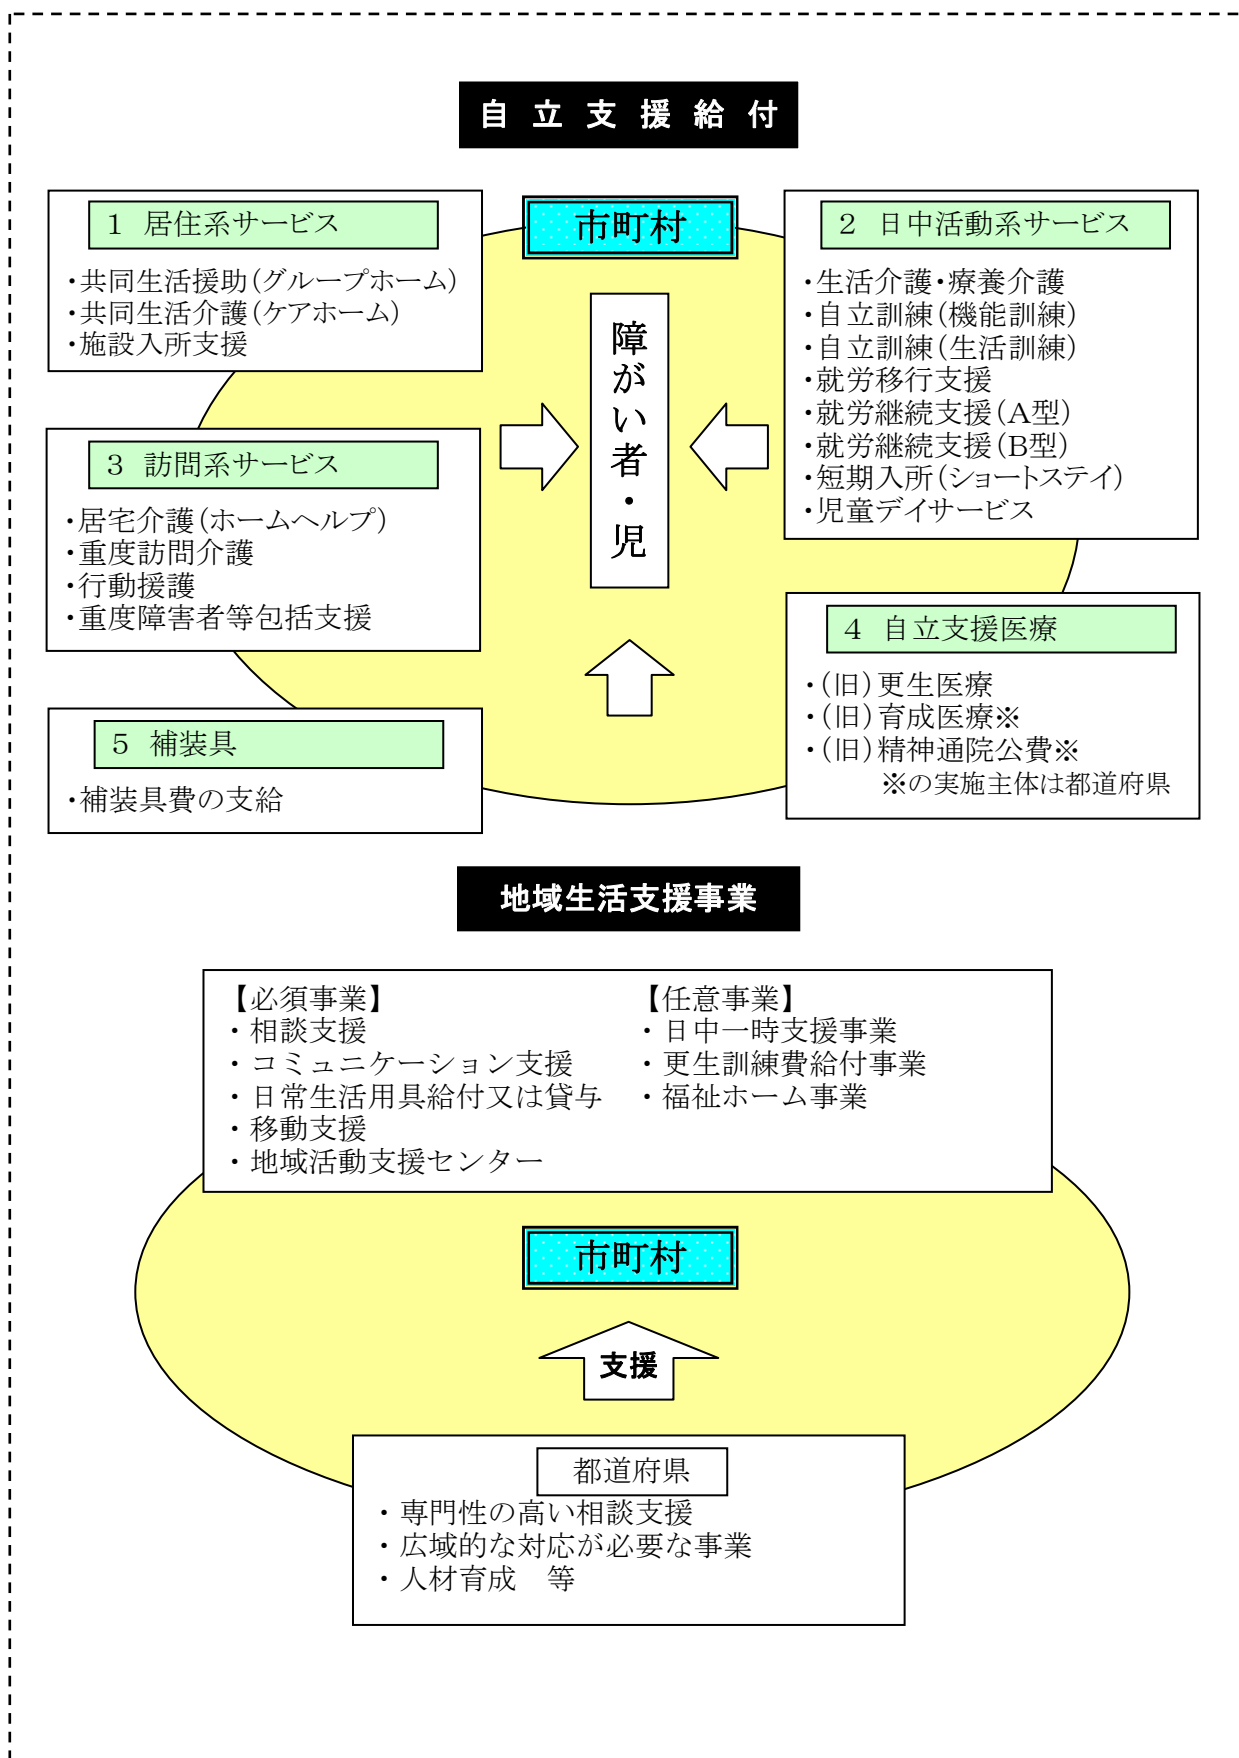 自立支援給付
市町村
1 居住系サービス
・共同生活援助(グループホーム)
・共同生活介護(ケアホーム)
・施設入所支援
2 日中活動系サービス
・生活介護・療養介護
・自立訓練(機能訓練)
・自立訓練(生活訓練)
・就労移行支援
・就労継続支援(A型)
・就労継続支援(B型)
・短期入所(ショートステイ)
・児童デイサービス
障がい者・児
3 訪問系サービス
・居宅介護(ホームヘルプ)
・重度訪問介護
・行動援護
・重度障害者等包括支援
4 自立支援医療
・(旧)更生医療
・(旧)育成医療※
・(旧)精神通院公費※
※の実施主体は都道府県
5 補装具
・補装具費の支給
地域生活支援事業
【必須事業】
・相談支援
・コミュニケーション支援
・日常生活用具給付又は貸与
・移動支援
・地域活動支援センター
【任意事業】
・日中一時支援事業
・更生訓練費給付事業
・福祉ホーム事業
市町村
支援
都道府県
・専門性の高い相談支援
・広域的な対応が必要な事業
・人材育成 等